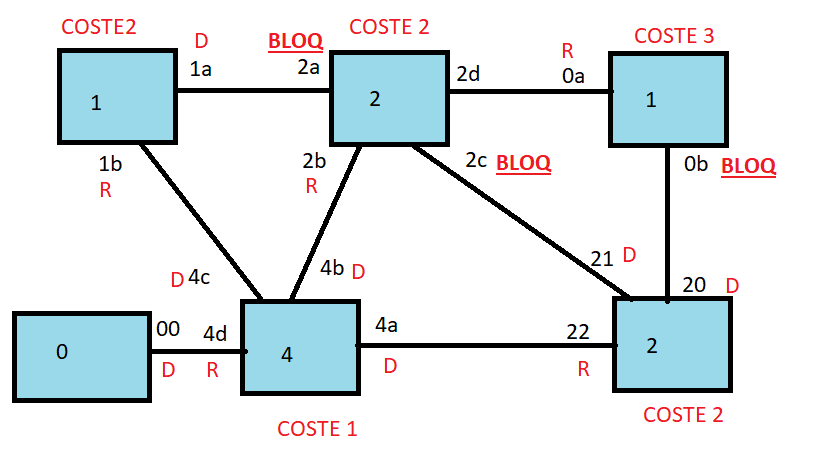 COSTE2
D
BLOQ
COSTE 2
R
COSTE 3
1a
2a
2d
0a
1
2
1
1b
R
2b
R
2c
BLOQ
0b
BLOQ
D
4c
4b
D
21
D
20
D
0
00
D
4d
R
4
4a
D
22
R
2
COSTE 1
COSTE 2